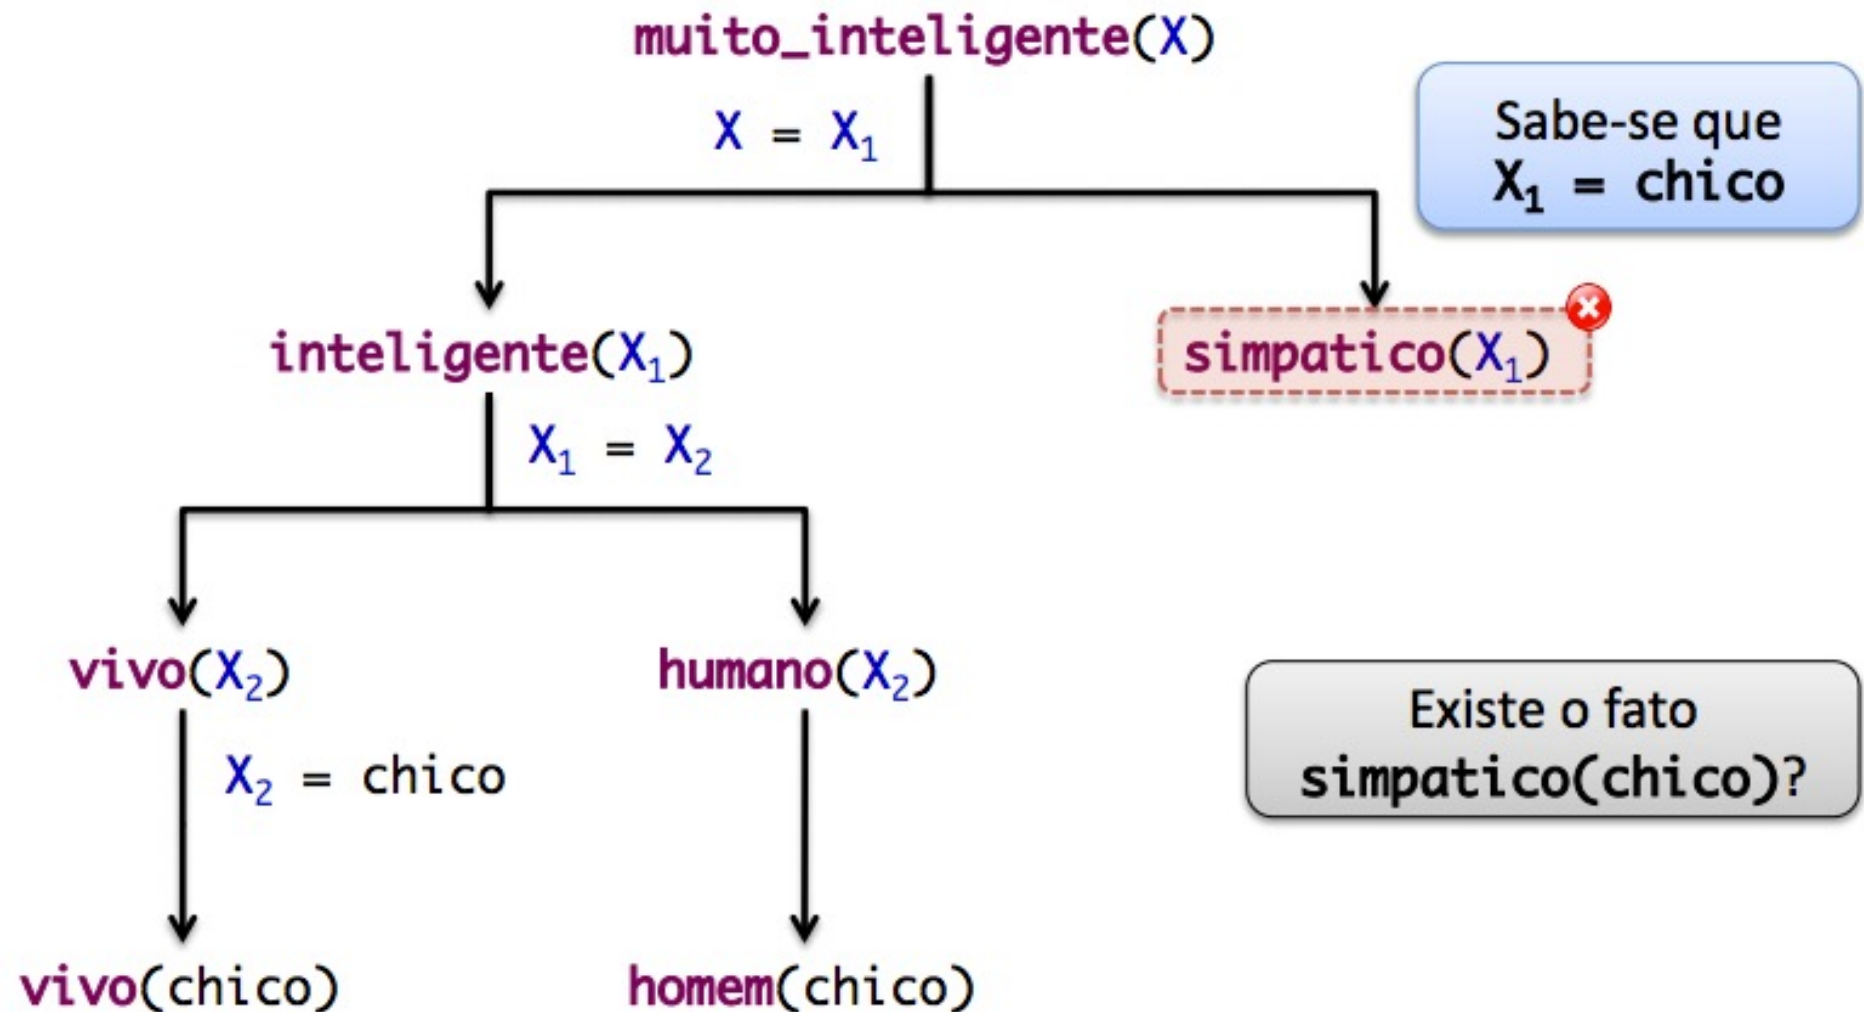 muito_inteligente(X)
X = X₁
Sabe-se que
X₁ = chico
inteligente(X₁)
simpatico(X₁)
X₁ = X₂
vivo(X₂)
humano(X₂)
X₂ = chico
Existe o fato
simpatico(chico)?
vivo(chico)
homem(chico)